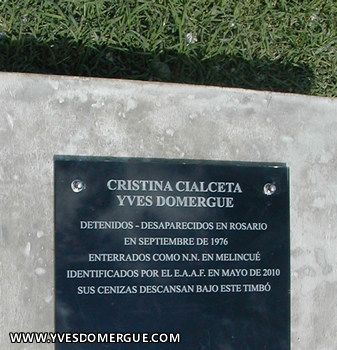 CRISTINA CIALCETA
YVES DOMERGUE
DETENIDOS - DESAPARECIDOS EN ROSARIO
EN SEPTIEMBRE DE 1976
ENTERRADOS COMO N.N. EN MELINCUÉ
IDENTIFICADOS POR EL E.A.A.F. EN MAYO DE 2010
SUS CENIZAS DESCANSAN BAJO ESTE TIMBÓ
WWW.YVESDOMERGUE.COM